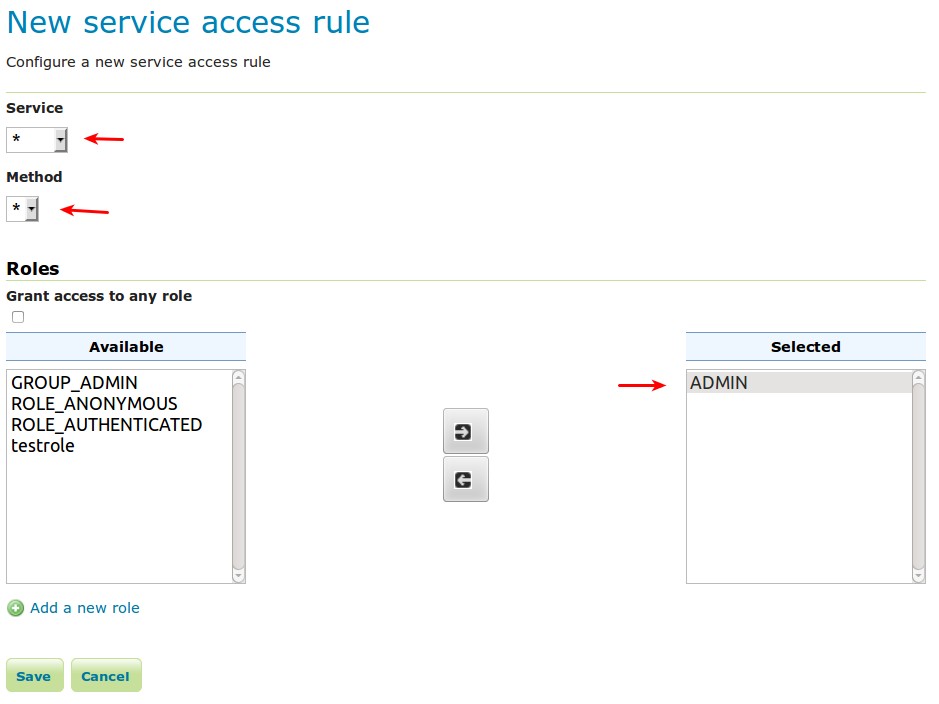 New service access rule
Configure a new service access rule
Service
*
Method
*
Roles
Grant access to any role
Available
Selected
GROUP_ADMIN
ROLE_ANONYMOUS
ROLE_AUTHENTICATED
testrole
ADMIN
Add a new role
Save
Cancel